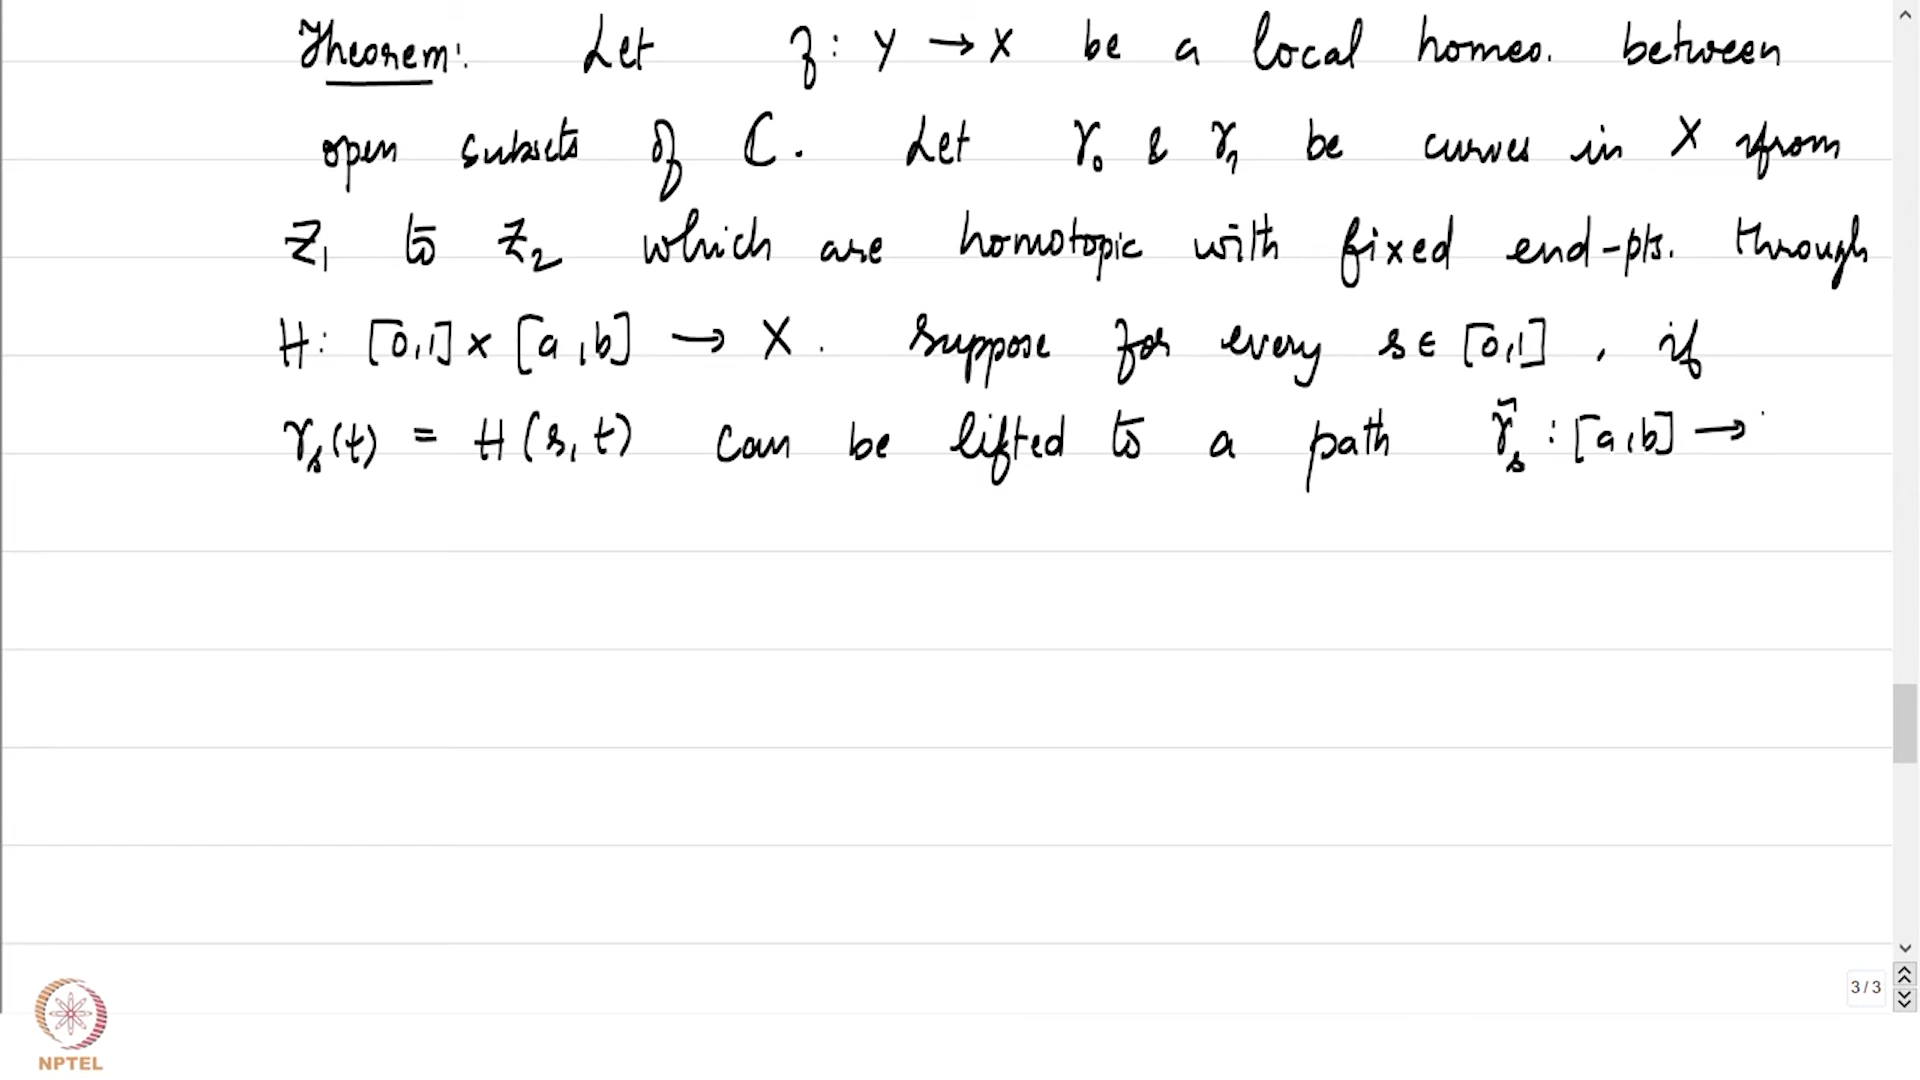 Theorem: Let f: Y → X be a local homeo. between
open subsets of ℂ. Let γ₀ & γ₁ be curves in X from
z₁ to z₂ which are homotopic with fixed end-pts. through
H: [0,1] × [a,b] → X. Suppose for every s ∈ [0,1], if
γₛ(t) = H(s,t) can be lifted to a path γ̃ₛ : [a,b] →
3/3
NPTEL